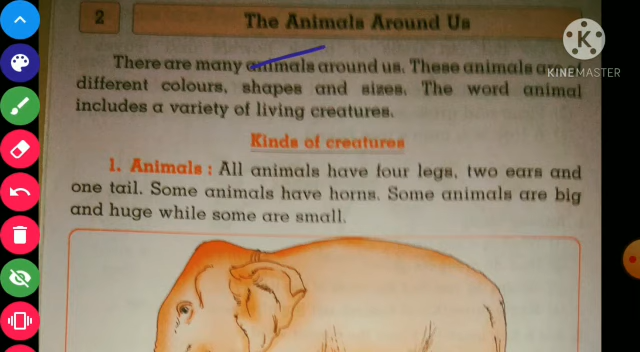 2
The Animals Around Us
KINEMASTER
There are many animals around us. These animals are of
different colours, shapes and sizes. The word animal
includes a variety of living creatures.
Kinds of creatures
1. Animals : All animals have four legs, two ears and
one tail. Some animals have horns. Some animals are big
and huge while some are small.